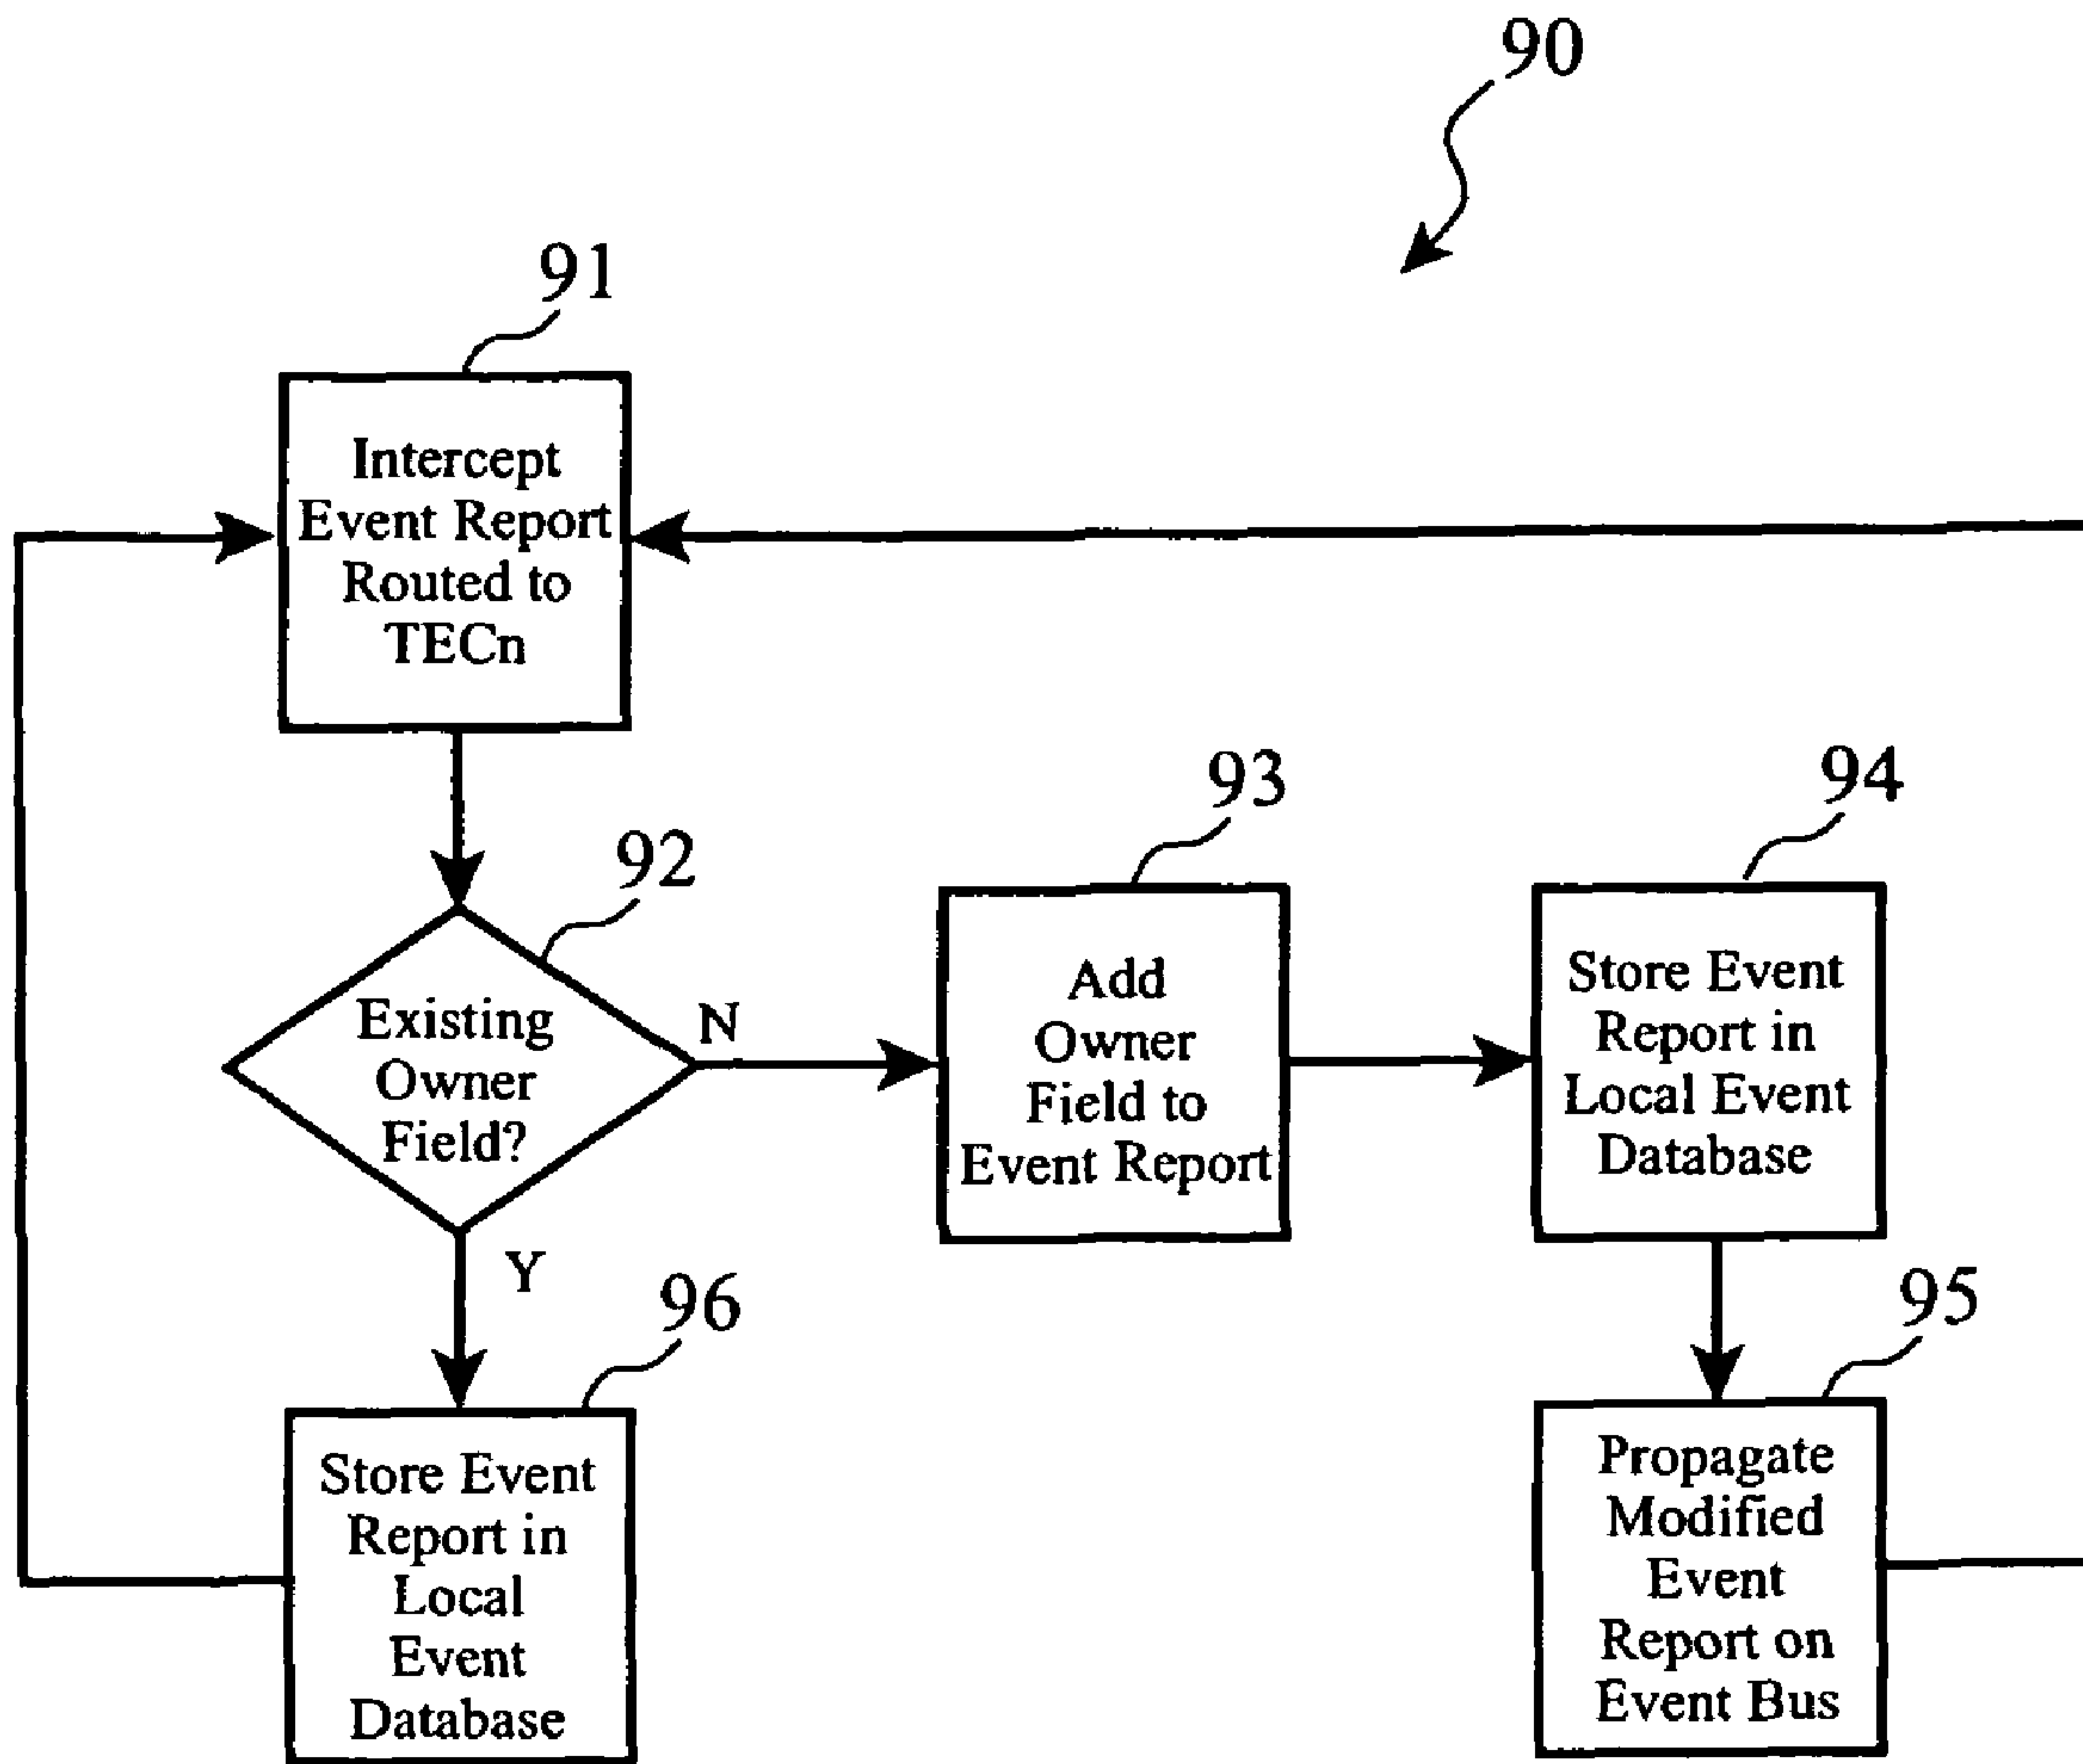 90
91
Intercept
Event Report
Routed to
TECn
92
Existing
Owner
Field?
N
Y
93
Add
Owner
Field to
Event Report
94
Store Event
Report in
Local Event
Database
95
Propagate
Modified
Event
Report on
Event Bus
96
Store Event
Report in
Local
Event
Database